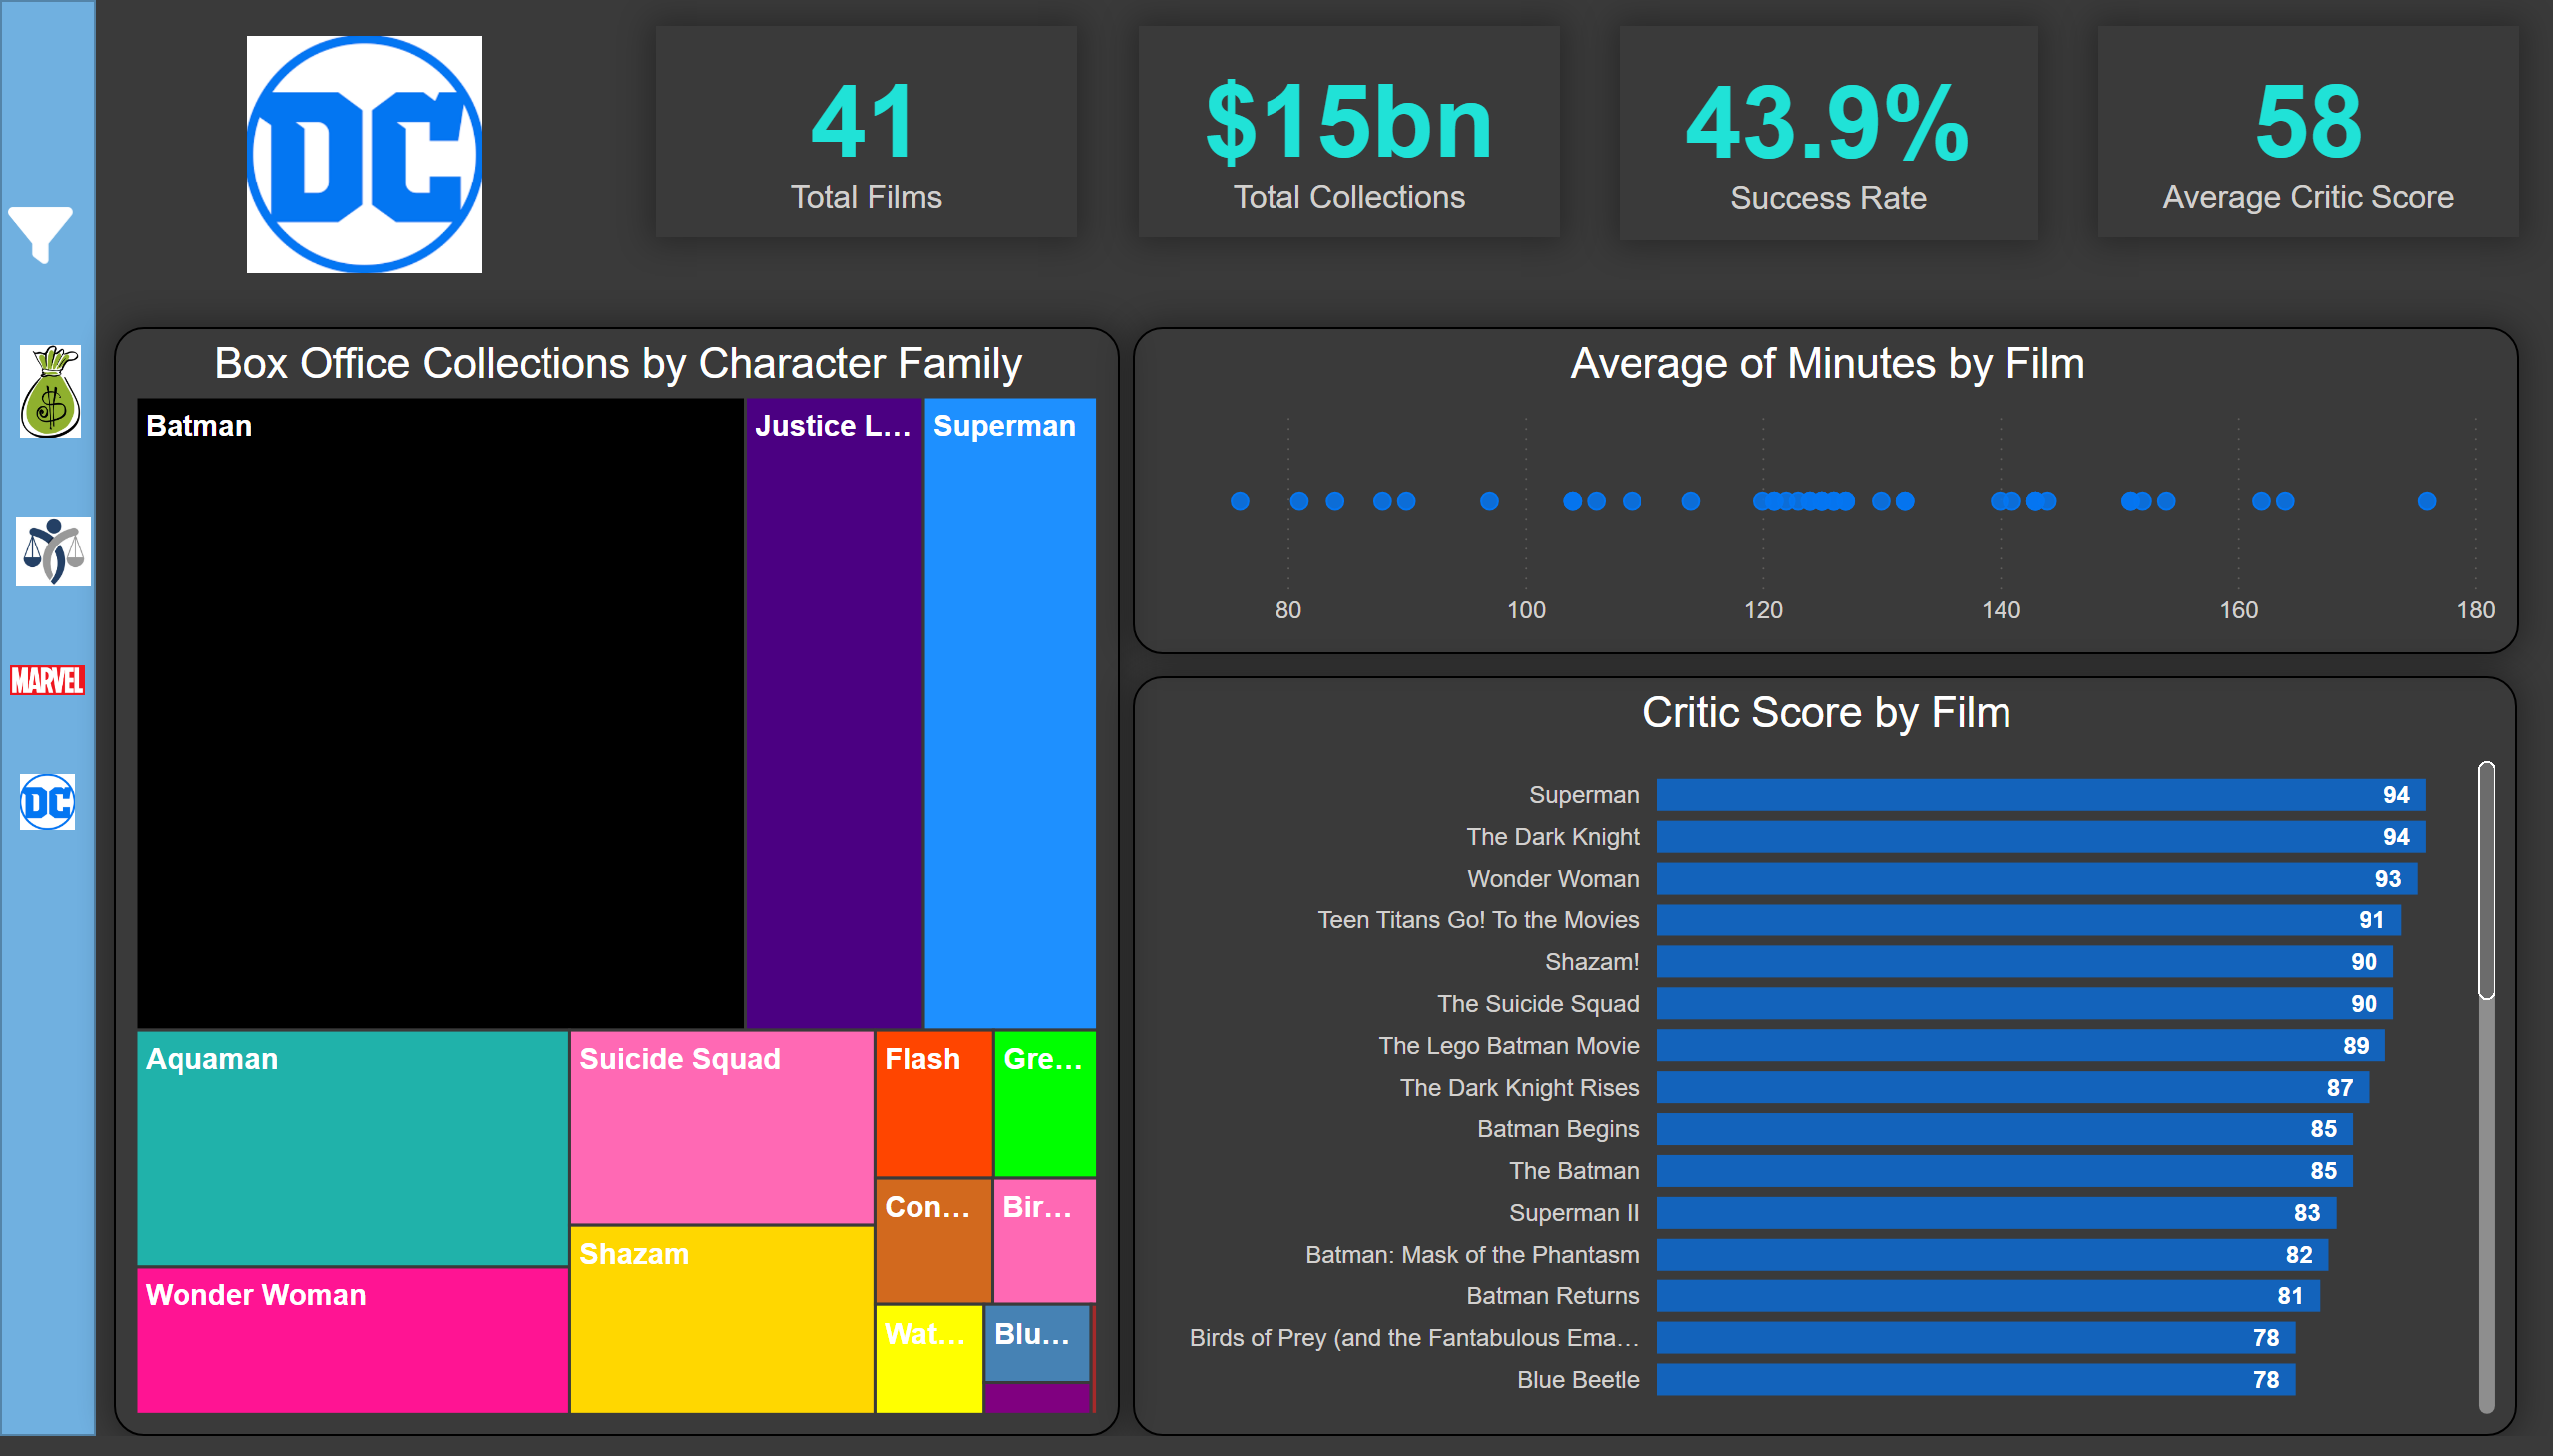 DC
41
Total Films
$15bn
Total Collections
43.9%
Success Rate
58
Average Critic Score
MARVEL
DC
Box Office Collections by Character Family
Batman
Justice L...
Superman
Aquaman
Suicide Squad
Flash
Gre...
Con...
Bir...
Shazam
Wonder Woman
Wat...
Blu...
Average of Minutes by Film
80 100 120 140 160 180
Critic Score by Film
Superman 94
The Dark Knight 94
Wonder Woman 93
Teen Titans Go! To the Movies 91
Shazam! 90
The Suicide Squad 90
The Lego Batman Movie 89
The Dark Knight Rises 87
Batman Begins 85
The Batman 85
Superman II 83
Batman: Mask of the Phantasm 82
Batman Returns 81
Birds of Prey (and the Fantabulous Ema... 78
Blue Beetle 78